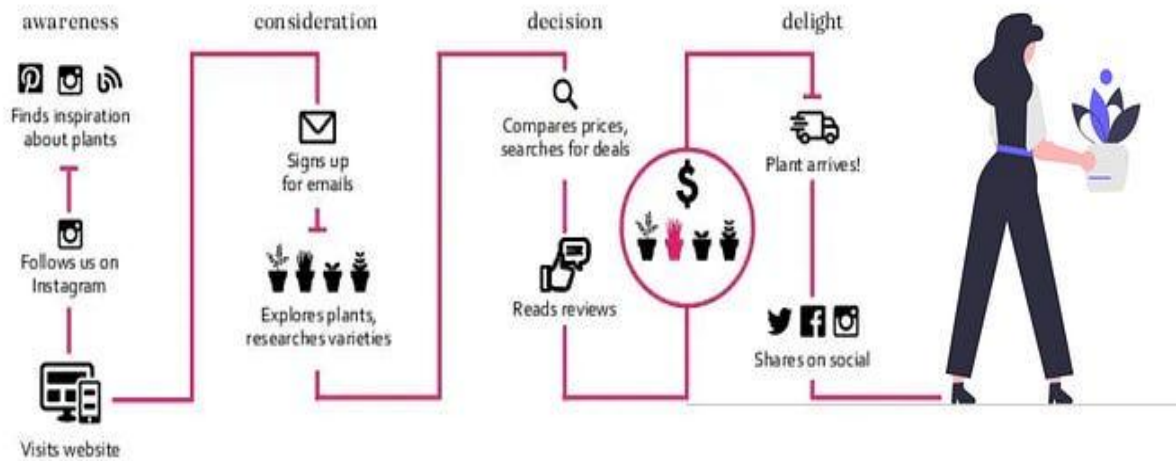 awareness
Finds inspiration
about plants
Follows us on
Instagram
Visits website
consideration
Signs up
for emails
Explores plants,
researches varieties
decision
Compares prices,
searches for deals
Reads reviews
$
delight
Plant arrives!
Shares on social